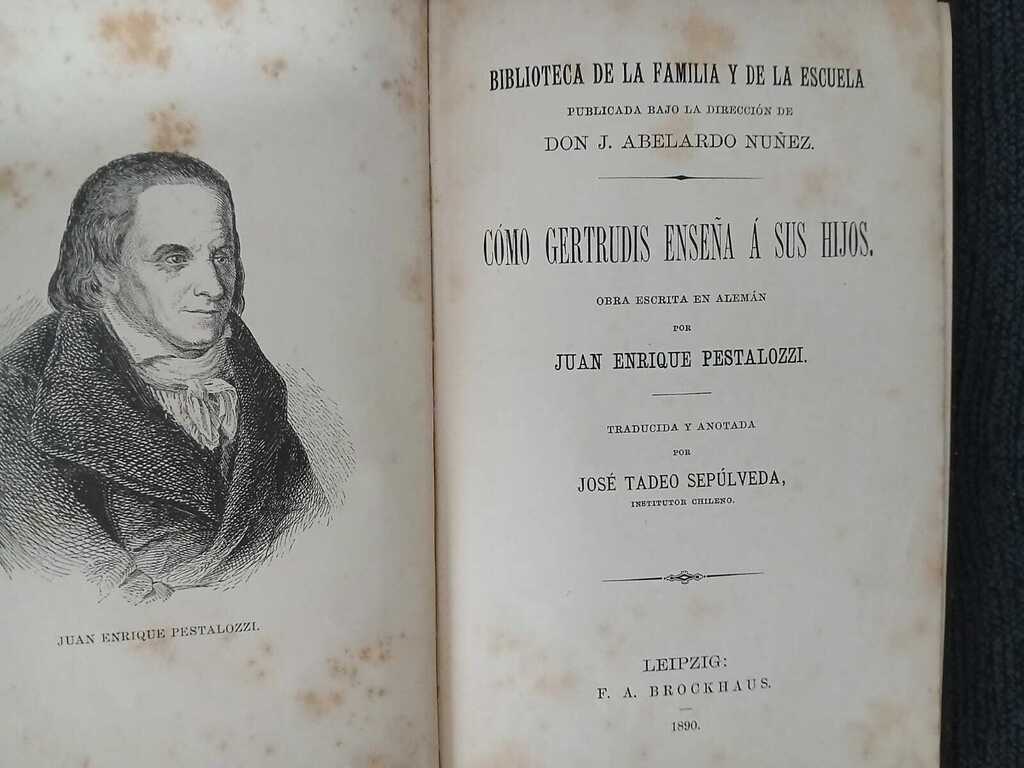 JUAN ENRIQUE PESTALOZZI.
BIBLIOTECA DE LA FAMILIA Y DE LA ESCUELA
PUBLICADA BAJO LA DIRECCIÓN DE
DON J. ABELARDO NUÑEZ.
CÓMO GERTRUDIS ENSEÑA Á SUS HIJOS.
OBRA ESCRITA EN ALEMÁN
POR
JUAN ENRIQUE PESTALOZZI.
TRADUCIDA Y ANOTADA
POR
JOSÉ TADEO SEPÚLVEDA,
INSTITUTOR CHILENO.
LEIPZIG:
F. A. BROCKHAUS.
1890.